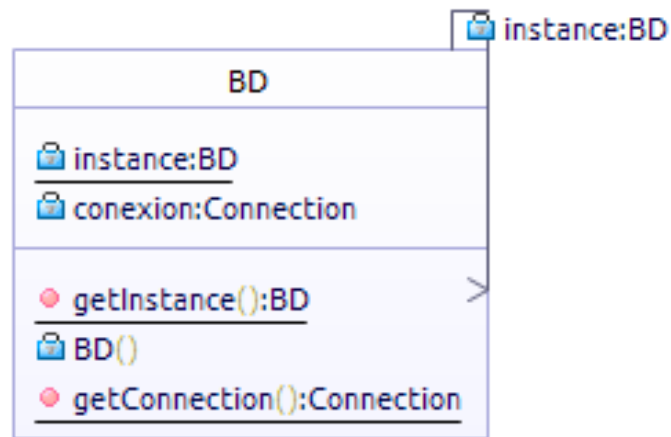 instance:BD
BD
instance:BD
conexion:Connection
getInstance():BD
BD()
getConnection():Connection